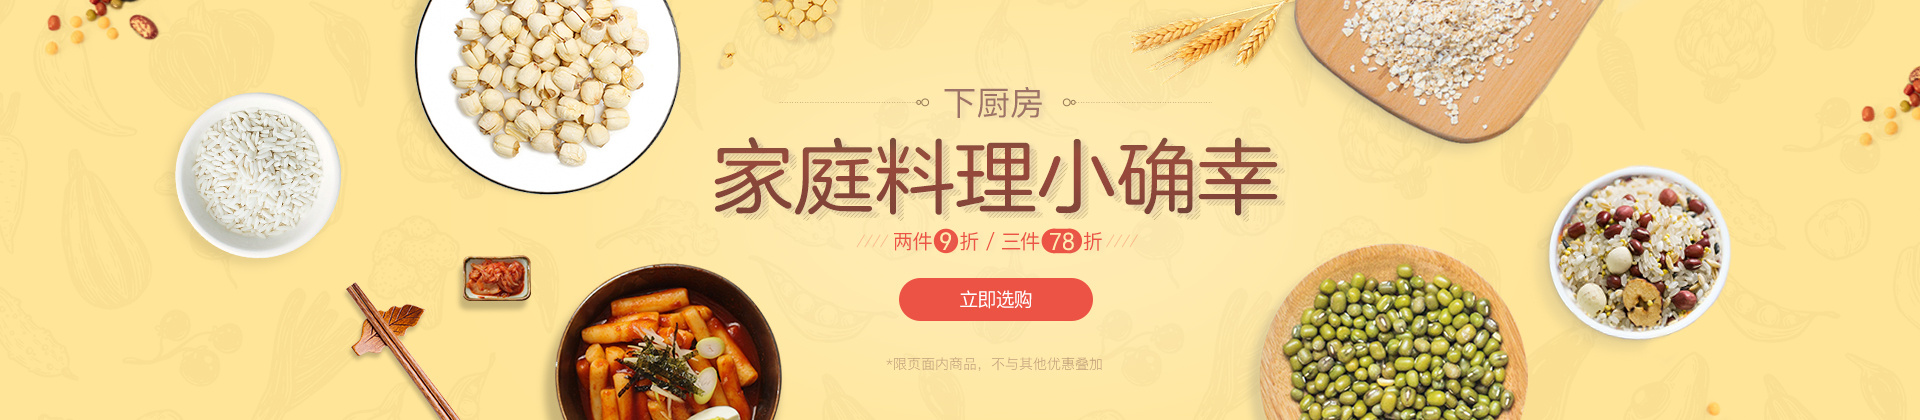 下厨房
家庭料理小确幸
两件9折 / 三件78折
立即选购
*限页面内商品，不与其他优惠叠加